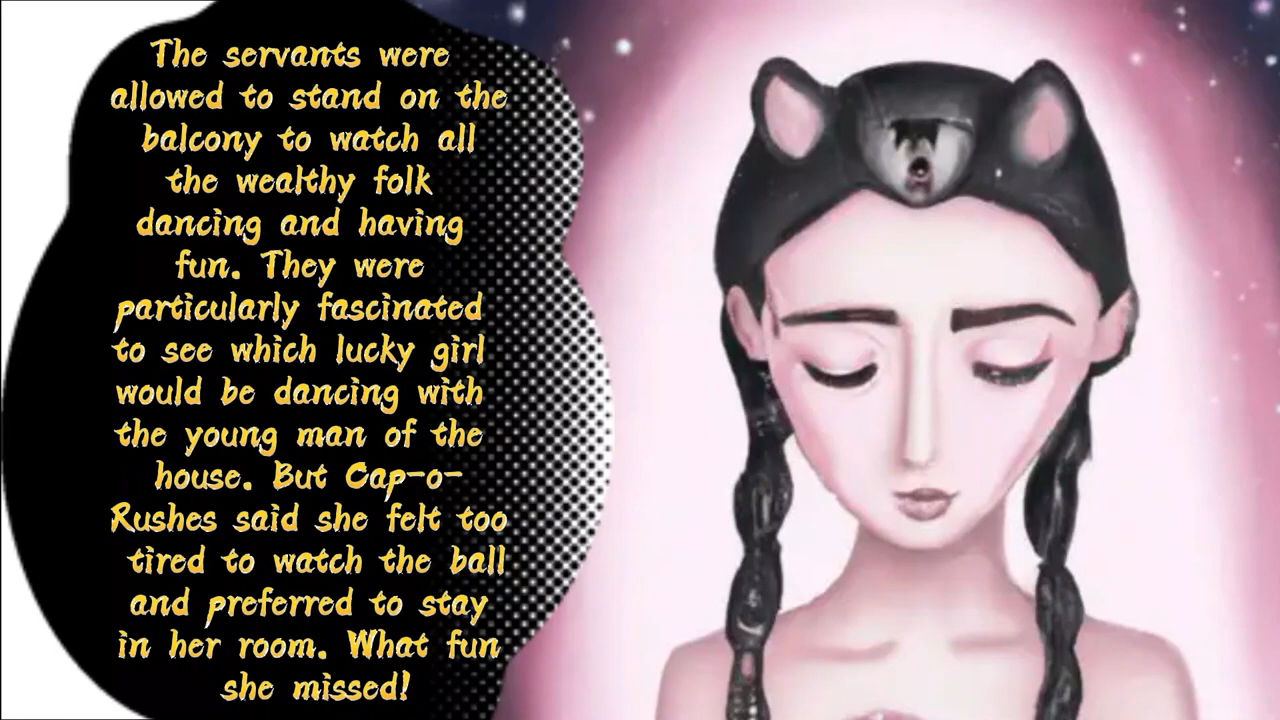 The servants were
allowed to stand on the
balcony to watch all
the wealthy folk
dancing and having
fun. They were
particularly fascinated
to see which lucky girl
would be dancing with
the young man of the
house. But Cap-o-
Rushes said she felt too
tired to watch the ball
and preferred to stay
in her room. What fun
she missed!